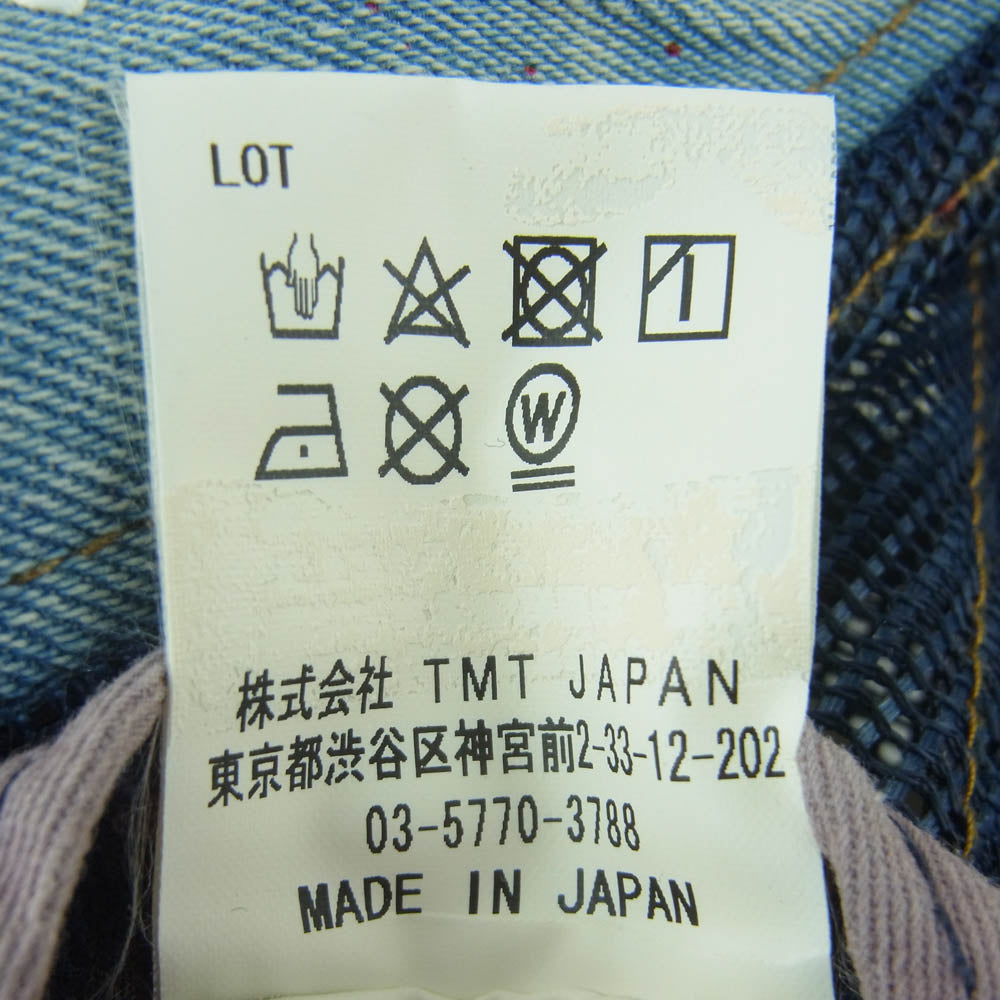 LOT
W
株式会社 TMT JAPAN
東京都渋谷区神宮前2-33-12-202
03-5770-3788
MADE IN JAPAN